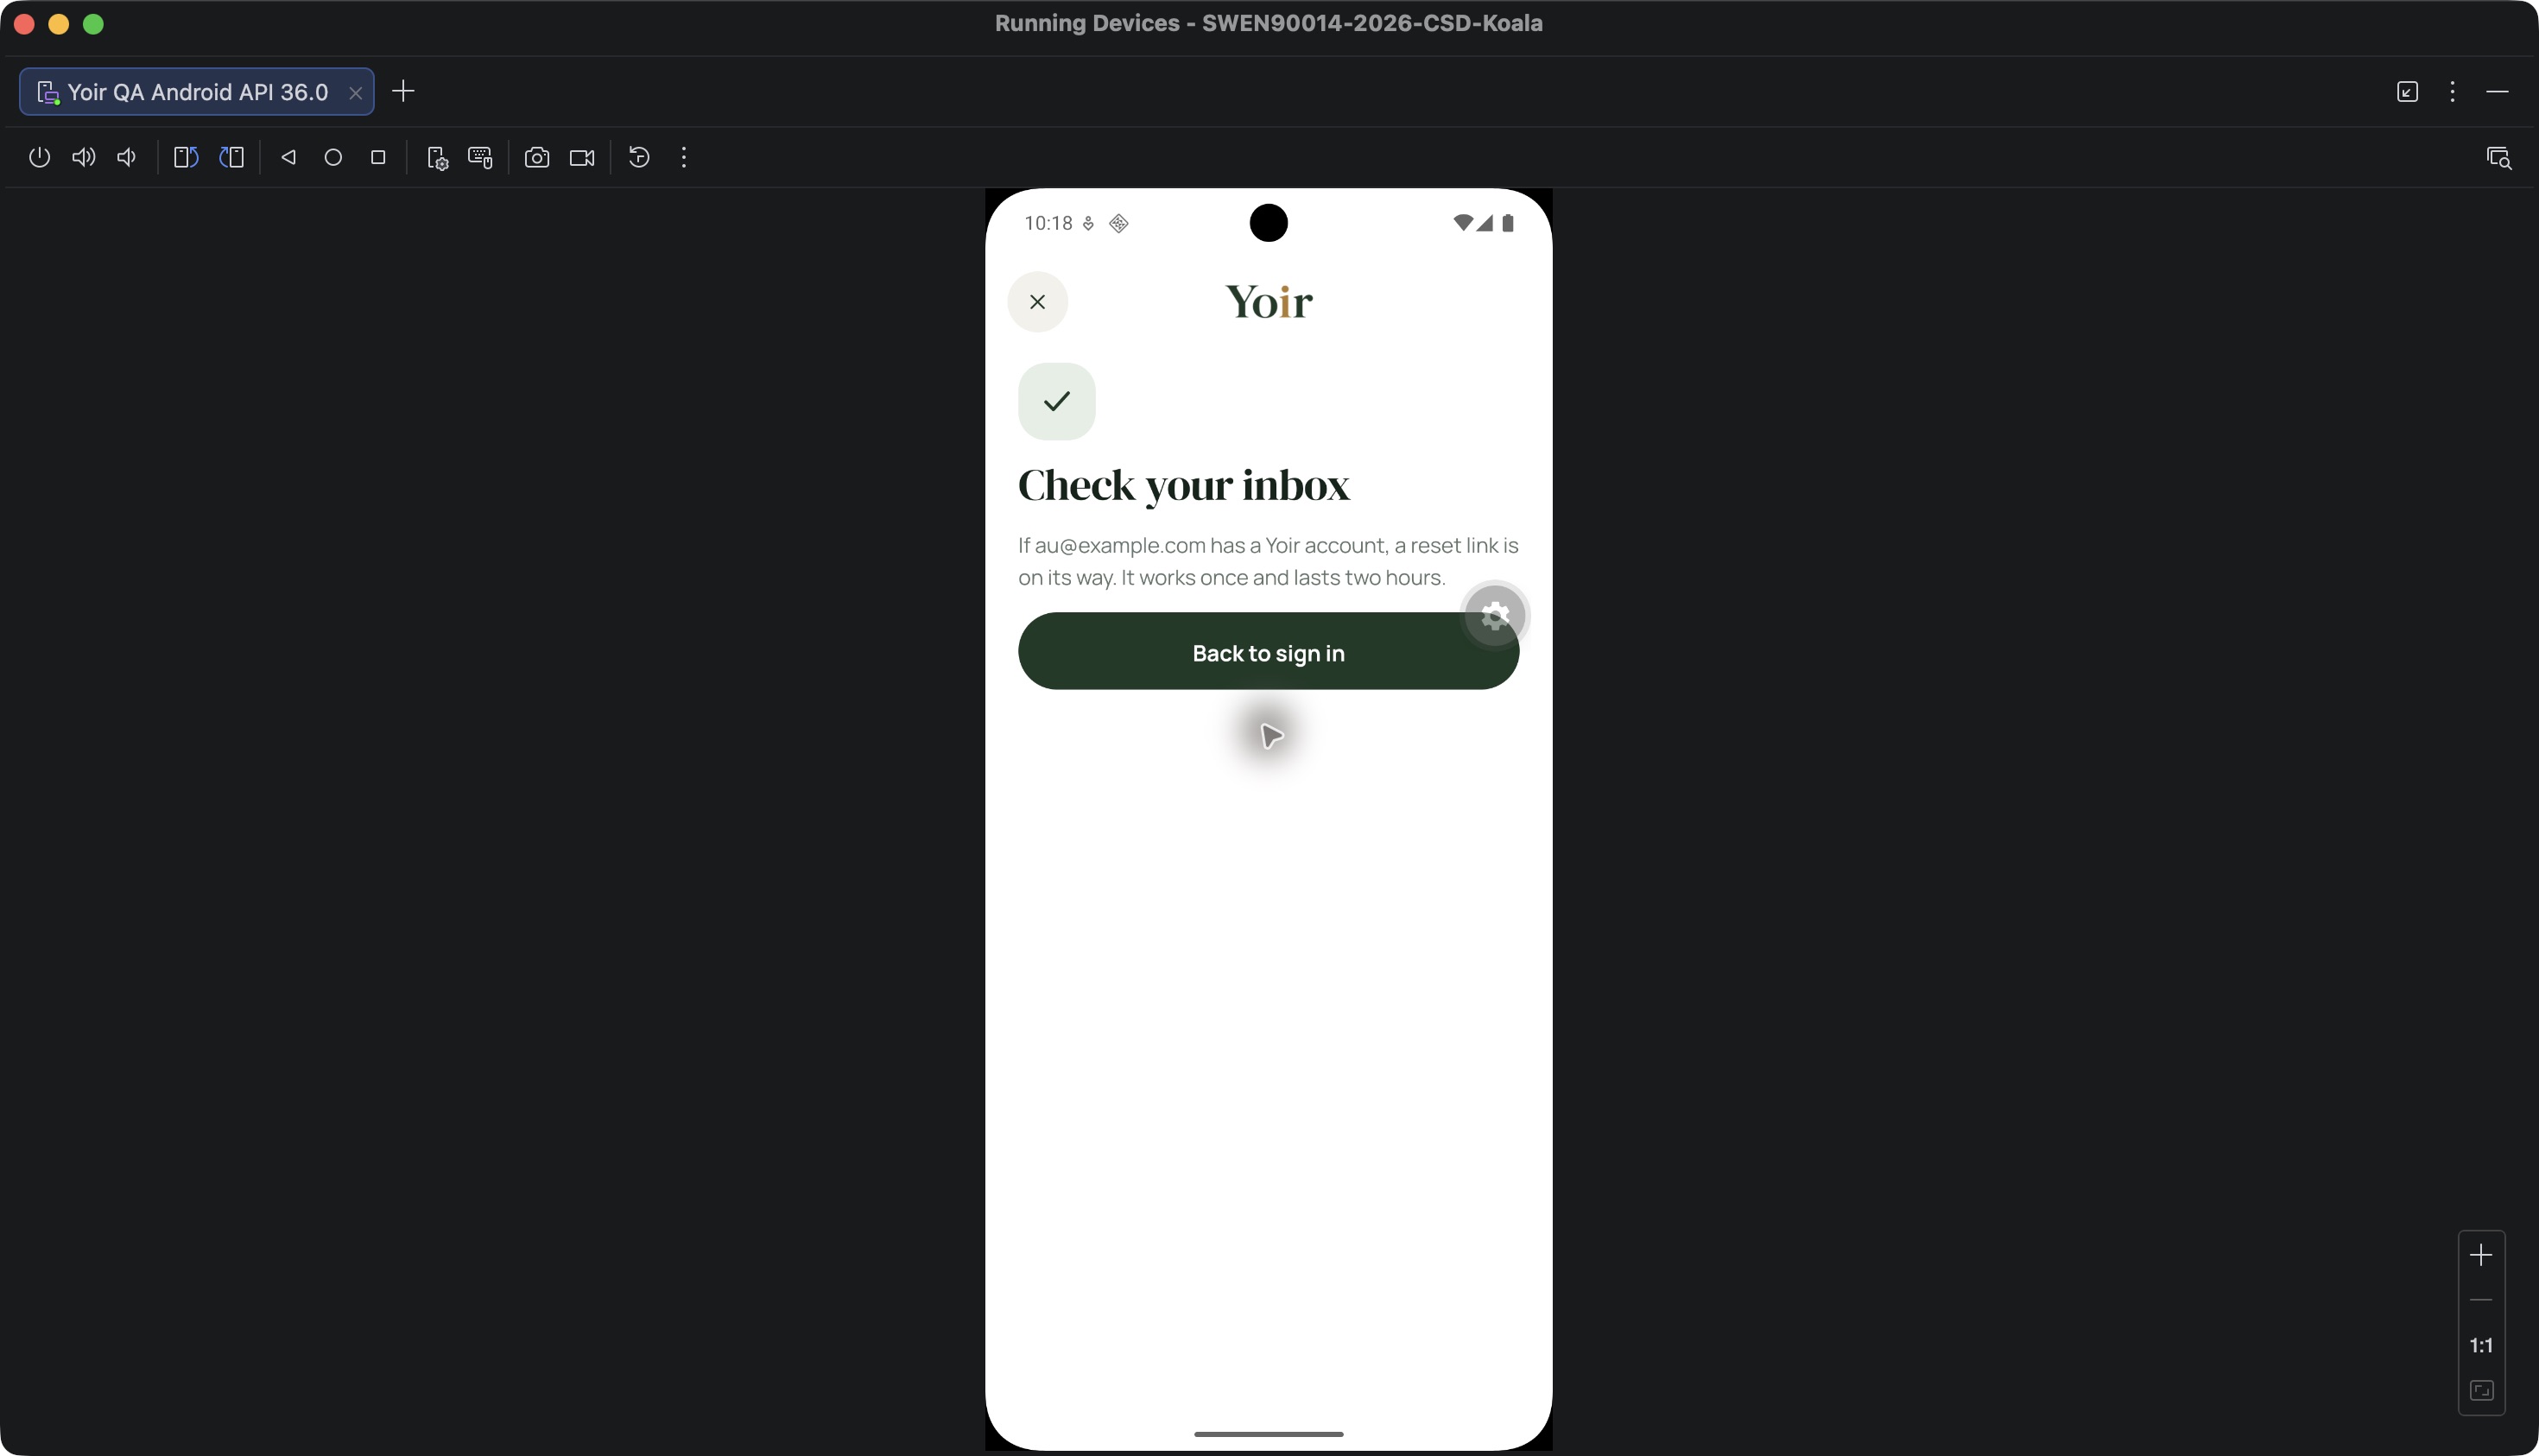 Running Devices - SWEN90014-2026-CSD-Koala
Yoir QA Android API 36.0
10:18
Yoir
Check your inbox
If au@example.com has a Yoir account, a reset link is
on its way. It works once and lasts two hours.
Back to sign in
1:1